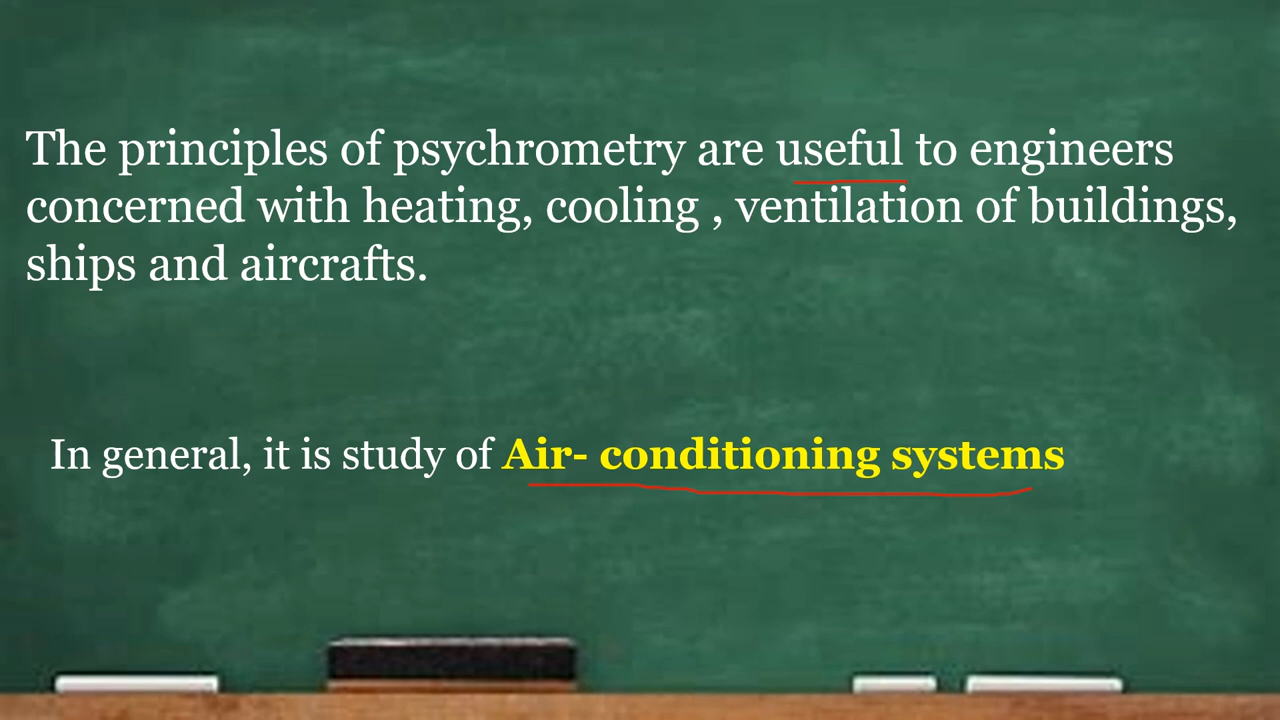 The principles of psychrometry are useful to engineers
concerned with heating, cooling , ventilation of buildings,
ships and aircrafts.
In general, it is study of Air- conditioning systems